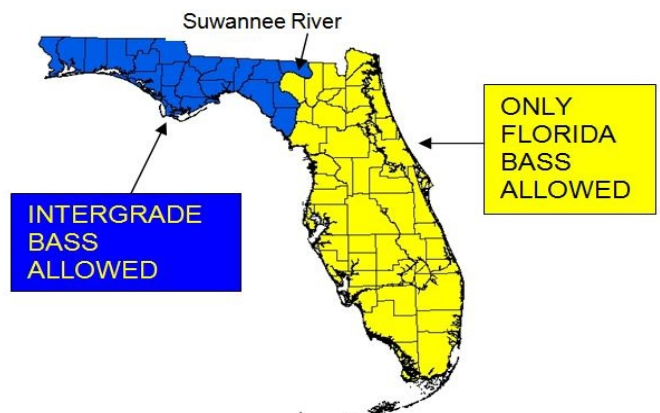 Suwannee River
ONLY
FLORIDA
BASS
ALLOWED
INTERGRADE
BASS
ALLOWED